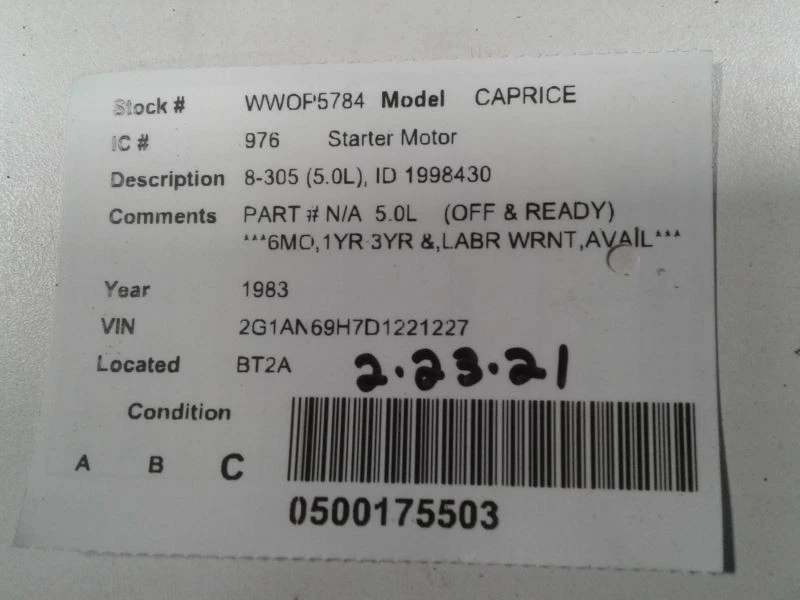 Stock # WWOP5784 Model CAPRICE
IC # 976 Starter Motor
Description 8-305 (5.0L), ID 1998430
Comments PART # N/A 5.0L (OFF & READY)
***6MO,1YR-3YR &,LABR WRNT,AVAIL***
Year 1983
VIN 2G1AN69H7D1221227
Located BT2A 2.23.21
Condition
A B C
0500175503